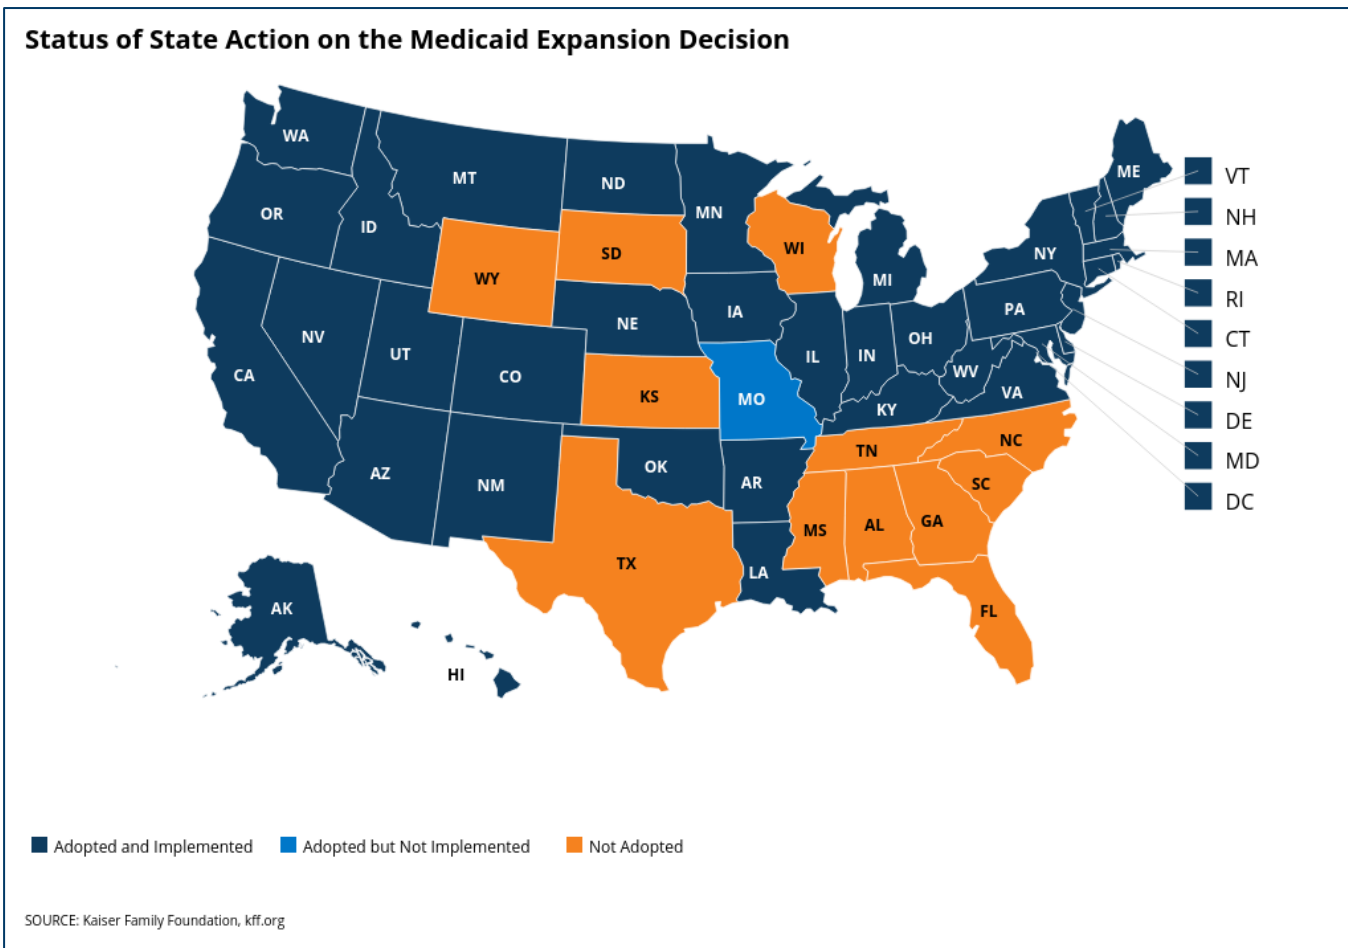 Status of State Action on the Medicaid Expansion Decision
WA
MT
ND
MN
ME
VT
OR
ID
NH
WY
SD
WI
MI
NY
MA
RI
NV
NE
IA
PA
CT
CA
UT
CO
IL
IN
OH
WV
VA
NJ
KS
MO
KY
DE
AZ
NM
OK
AR
TN
NC
MD
SC
DC
TX
LA
MS
AL
GA
FL
AK
HI
Adopted and Implemented
Adopted but Not Implemented
Not Adopted
SOURCE: Kaiser Family Foundation, kff.org